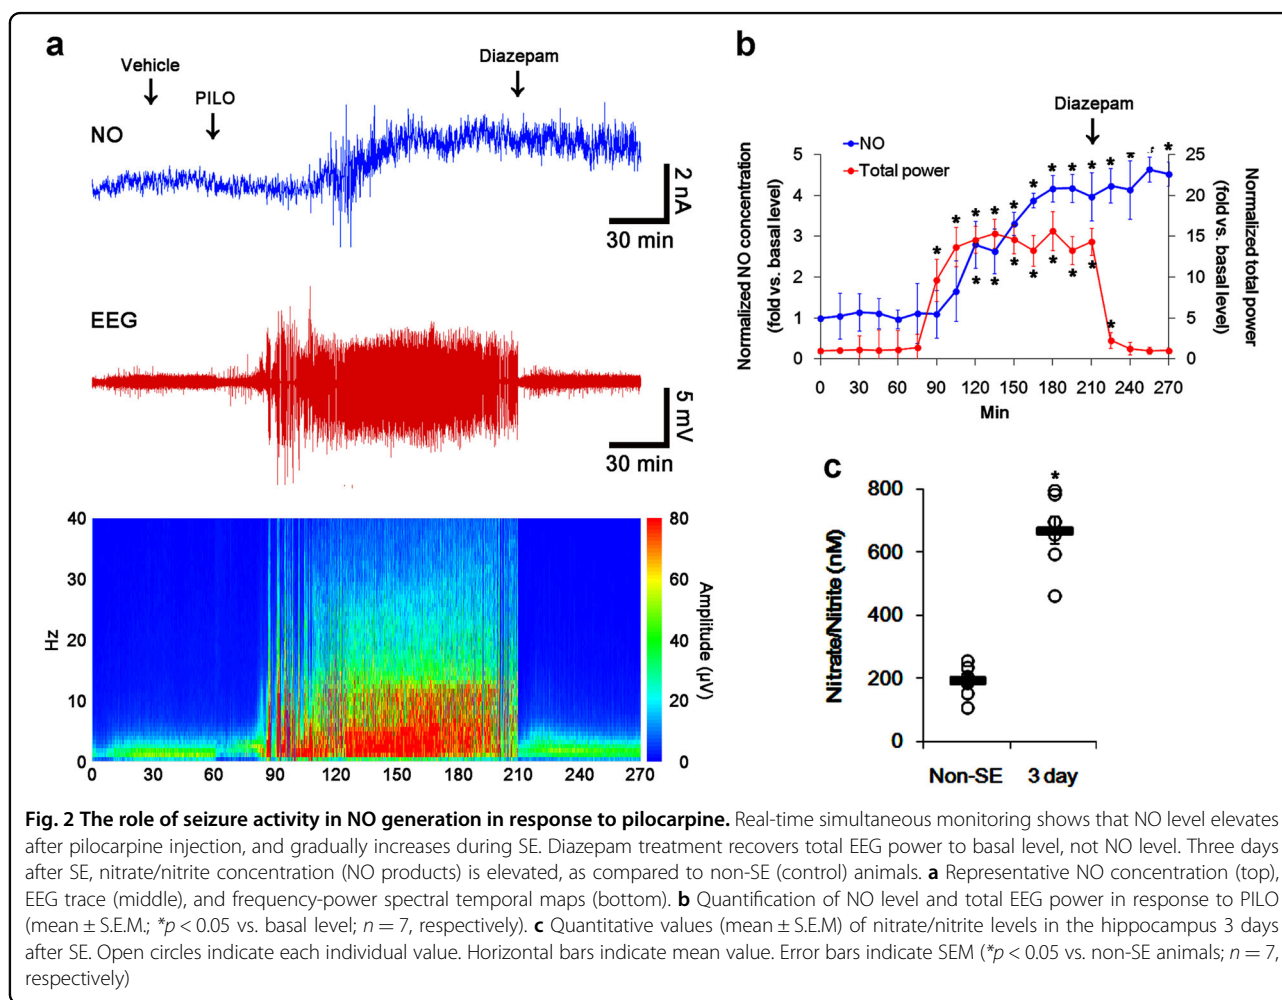 a
Vehicle
Diazepam
PILO
NO
2 nA
30 min
EEG
5 mV
30 min
40
30
20
10
0
Hz
0 30 60 90 120 150 180 210 240 270
80
60
40
20
0
Amplitude (µV)
b
Diazepam
NO
Total power
Normalized NO concentration
(fold vs. basal level)
5
4
3
2
1
0
* * * * * * * * * * * * * * * * * * *
25
20
15
10
5
0
Normalized total power
(fold vs. basal level)
0 30 60 90 120 150 180 210 240 270
Min
c
Nitrate/Nitrite (nM)
800
600
400
200
0
*
Non-SE 3 day
Fig. 2 The role of seizure activity in NO generation in response to pilocarpine. Real-time simultaneous monitoring shows that NO level elevates
after pilocarpine injection, and gradually increases during SE. Diazepam treatment recovers total EEG power to basal level, not NO level. Three days
after SE, nitrate/nitrite concentration (NO products) is elevated, as compared to non-SE (control) animals. a Representative NO concentration (top),
EEG trace (middle), and frequency-power spectral temporal maps (bottom). b Quantification of NO level and total EEG power in response to PILO
(mean ± S.E.M.; *p < 0.05 vs. basal level; n = 7, respectively). c Quantitative values (mean ± S.E.M) of nitrate/nitrite levels in the hippocampus 3 days
after SE. Open circles indicate each individual value. Horizontal bars indicate mean value. Error bars indicate SEM (*p < 0.05 vs. non-SE animals; n = 7,
respectively)